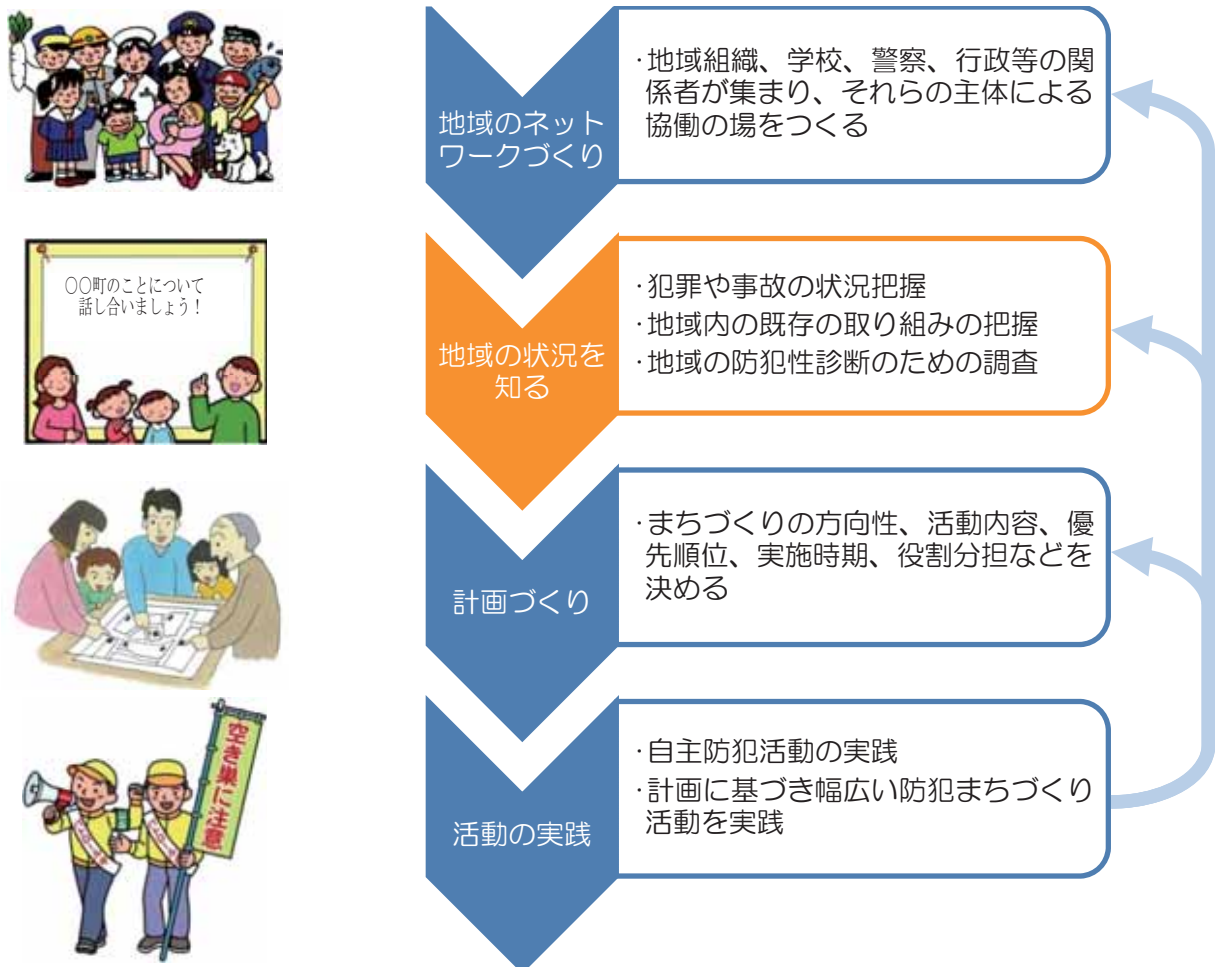 地域のネット
ワークづくり
・地域組織、学校、警察、行政等の関
係者が集まり、それらの主体による
協働の場をつくる
〇〇町のことについて
話し合いましょう！
地域の状況を
知る
・犯罪や事故の状況把握
・地域内の既存の取り組みの把握
・地域の防犯性診断のための調査
計画づくり
・まちづくりの方向性、活動内容、優
先順位、実施時期、役割分担などを
決める
空き巣に注意
活動の実践
・自主防犯活動の実践
・計画に基づき幅広い防犯まちづくり
活動を実践